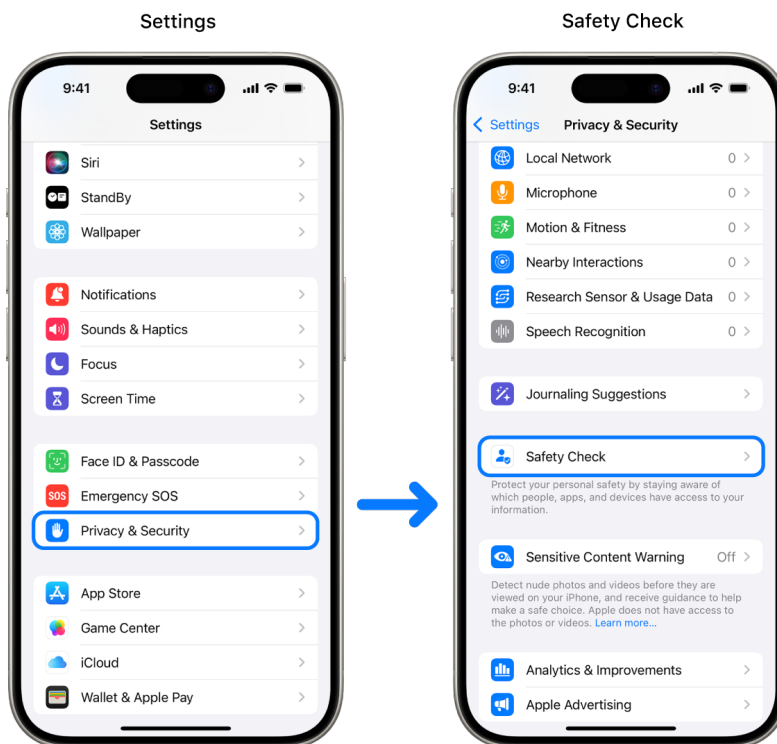 Settings
9:41
Settings
Siri
StandBy
Wallpaper
Notifications
Sounds & Haptics
Focus
Screen Time
Face ID & Passcode
SOS Emergency SOS
Privacy & Security
App Store
Game Center
iCloud
Wallet & Apple Pay
Safety Check
9:41
Settings Privacy & Security
Local Network 0
Microphone 0
Motion & Fitness 0
Nearby Interactions 0
Research Sensor & Usage Data 0
Speech Recognition 0
Journaling Suggestions
Safety Check
Protect your personal safety by staying aware of
which people, apps, and devices have access to your
information.
Sensitive Content Warning Off
Detect nude photos and videos before they are
viewed on your iPhone, and receive guidance to help
make a safe choice. Apple does not have access to
the photos or videos. Learn more...
Analytics & Improvements
Apple Advertising